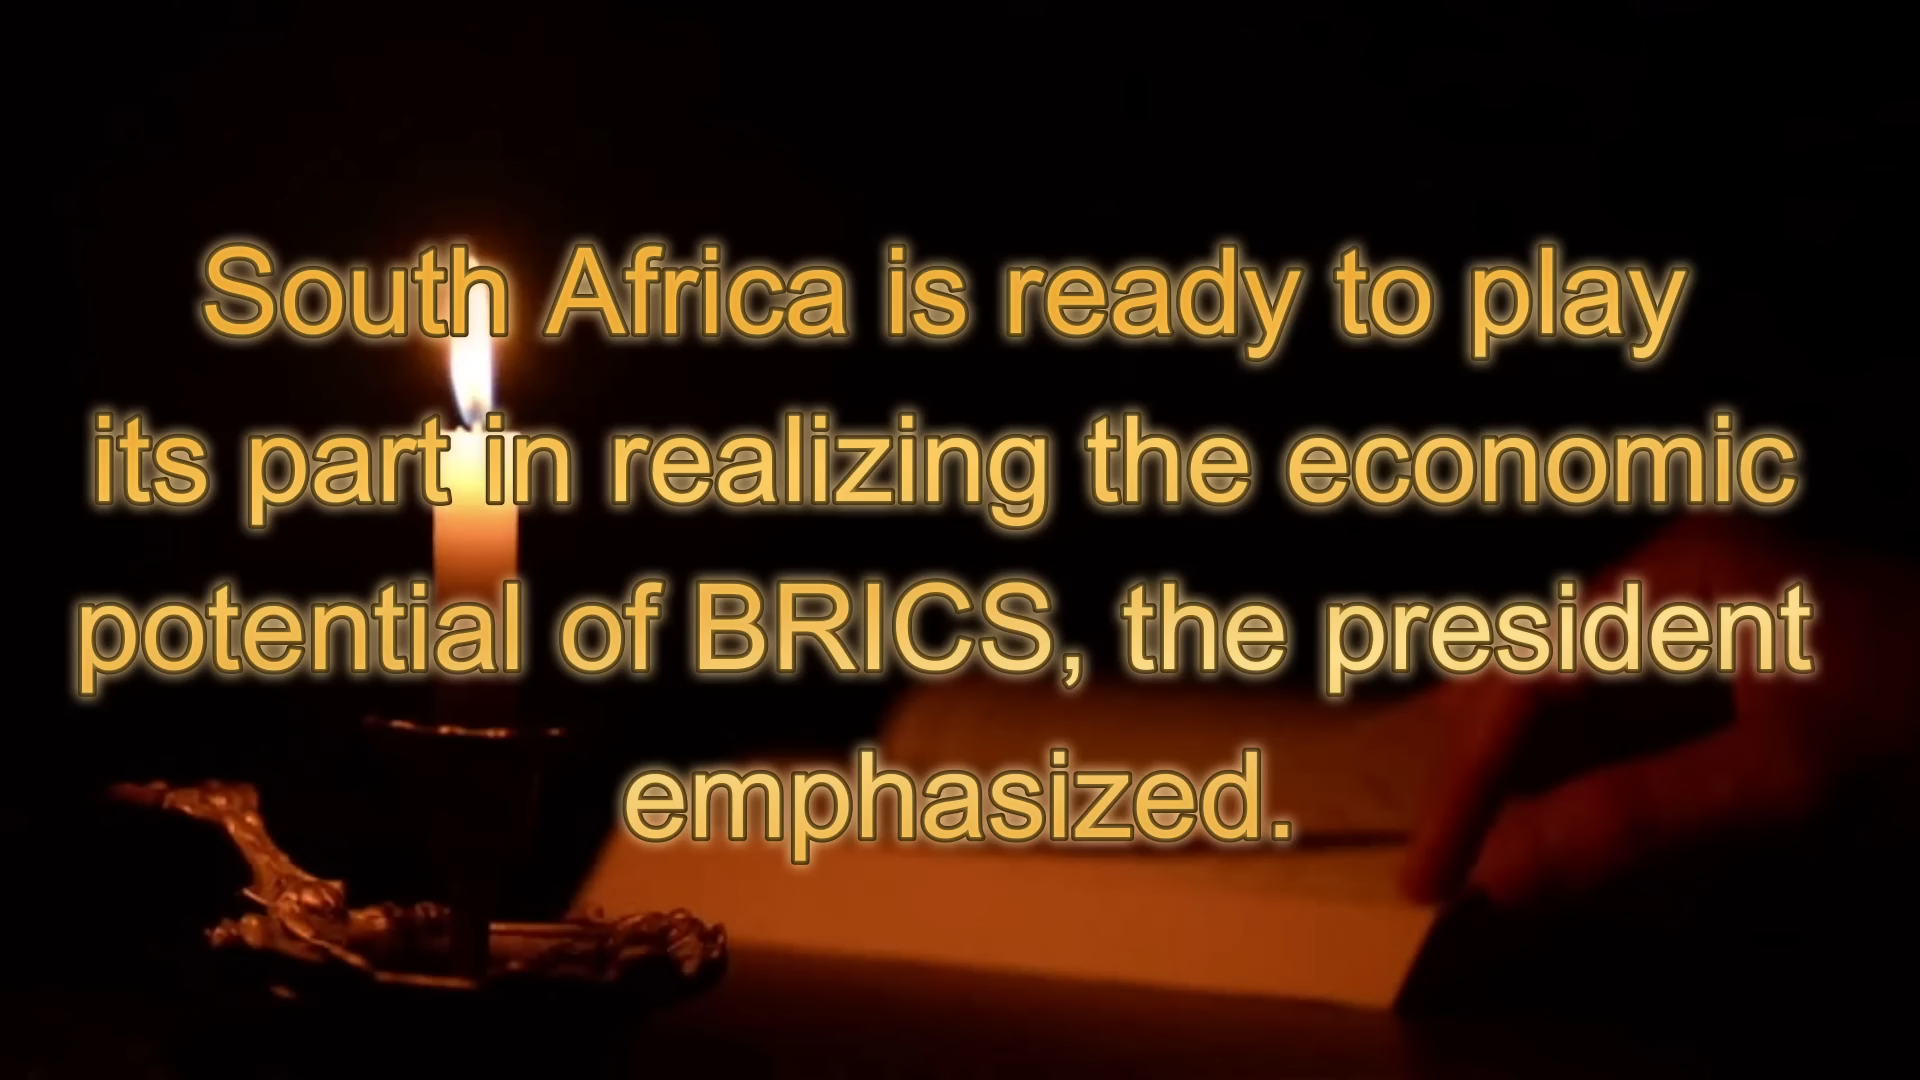 South Africa is ready to play
its part in realizing the economic
potential of BRICS, the president
emphasized.